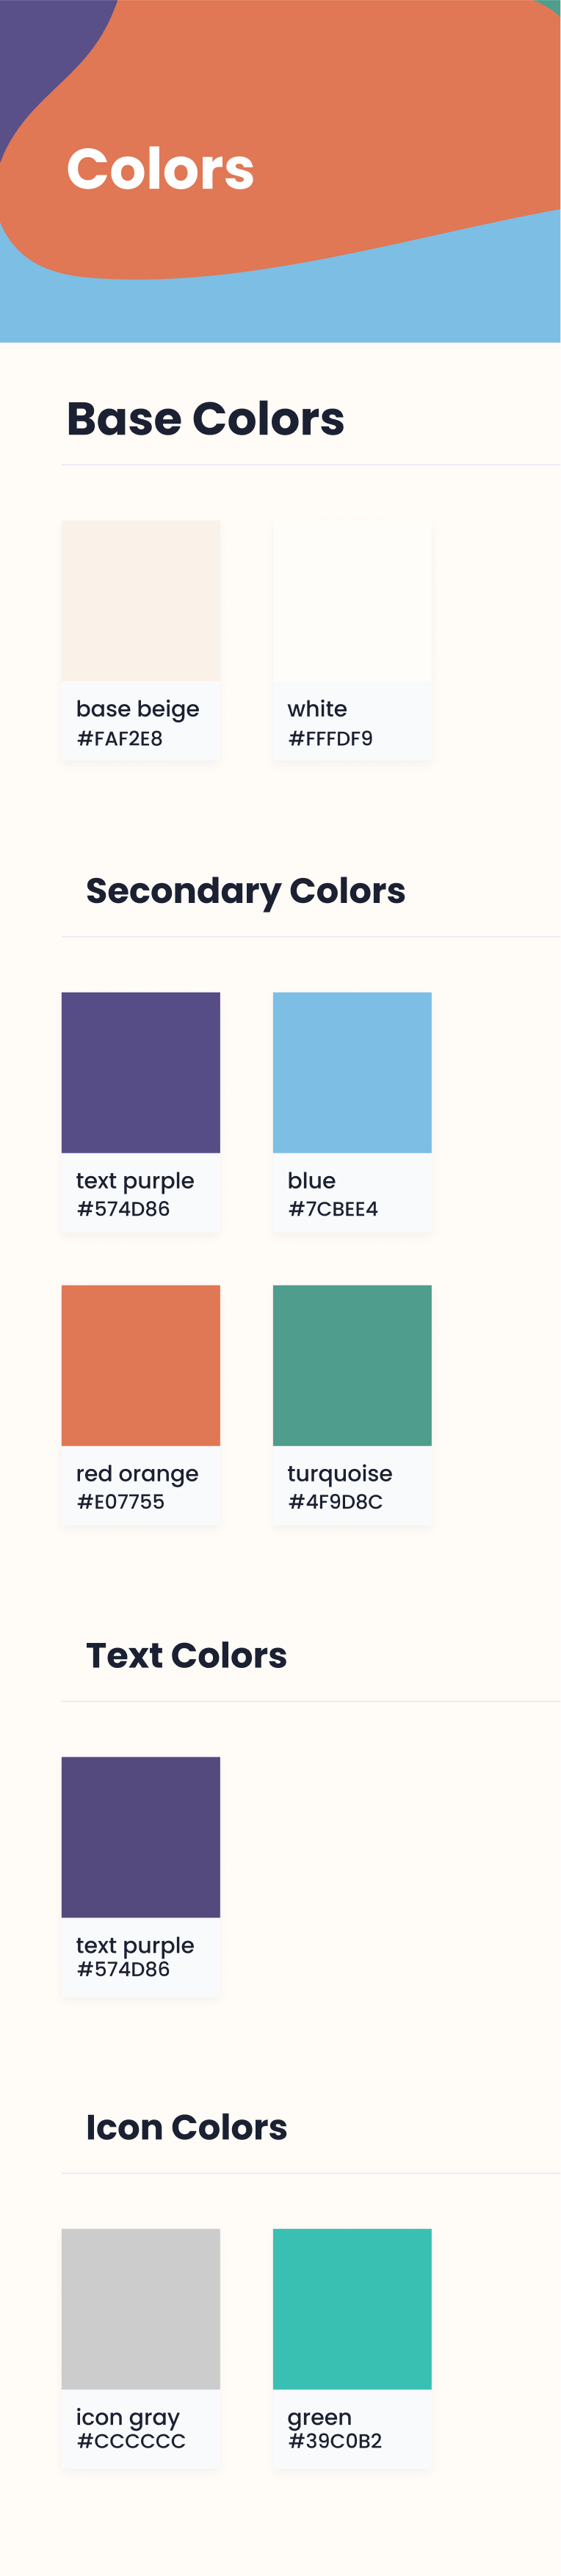 Colors
Base Colors
base beige
#FAF2E8
white
#FFFDF9
Secondary Colors
text purple
#574D86
blue
#7CBEE4
red orange
#E07755
turquoise
#4F9D8C
Text Colors
text purple
#574D86
Icon Colors
icon gray
#CCCCCC
green
#39C0B2